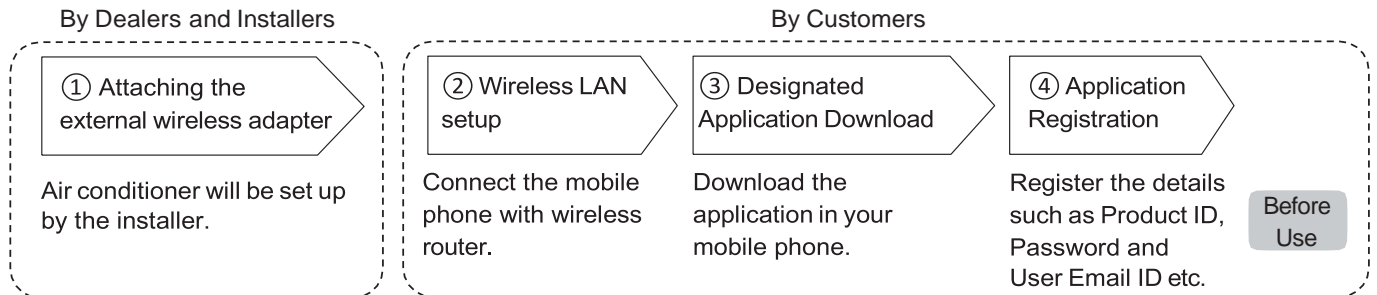 By Dealers and Installers
① Attaching the
external wireless adapter
Air conditioner will be set up
by the installer.
By Customers
② Wireless LAN
setup
Connect the mobile
phone with wireless
router.
③ Designated
Application Download
Download the
application in your
mobile phone.
④ Application
Registration
Register the details
such as Product ID,
Password and
User Email ID etc.
Before
Use